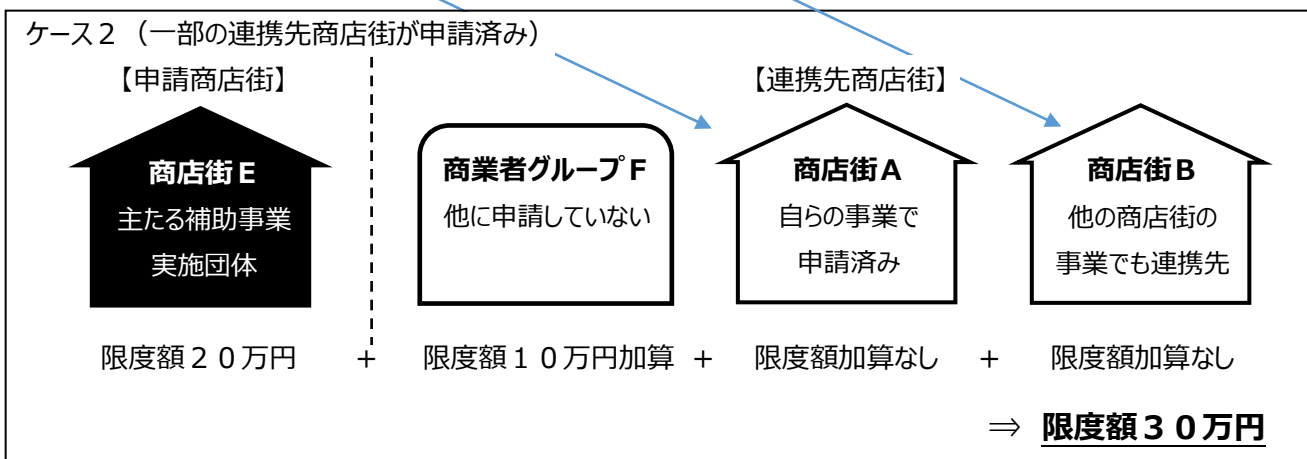 ケース2（一部の連携先商店街が申請済み）
【申請商店街】
【連携先商店街】
商店街E
主たる補助事業
実施団体
商業者グループF
他に申請していない
商店街A
自らの事業で
申請済み
商店街B
他の商店街の
事業でも連携先
限度額20万円 + 限度額10万円加算 + 限度額加算なし + 限度額加算なし
⇒ 限度額30万円